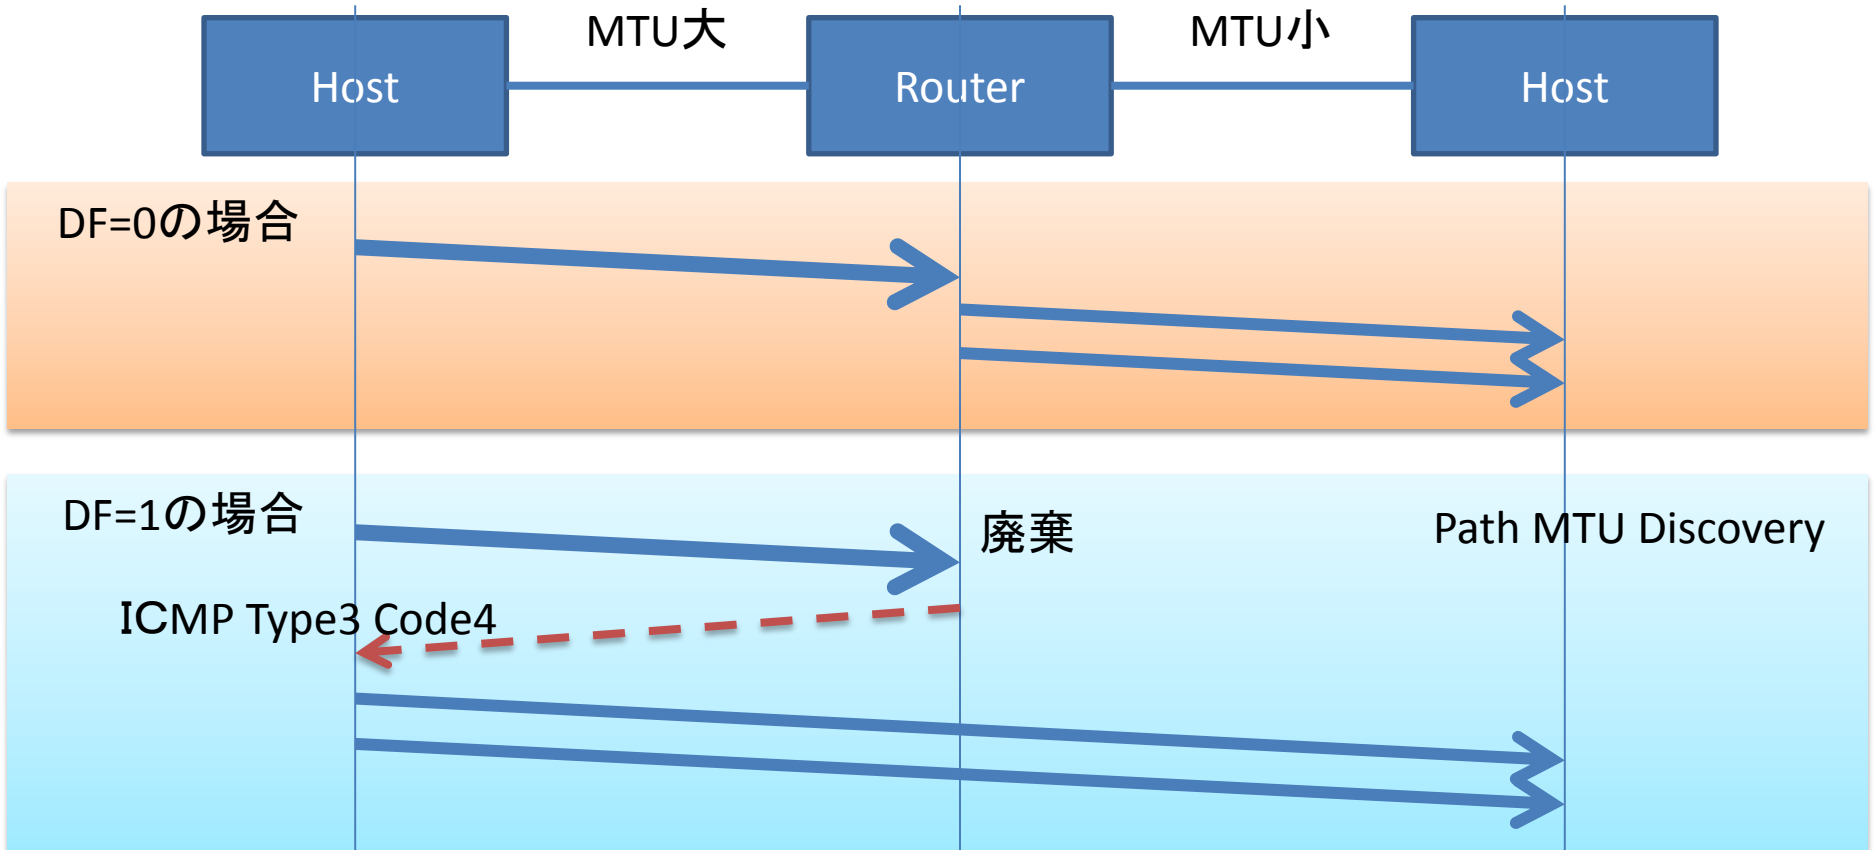 MTU大
MTU小
Host
Router
Host
DF=0の場合
DF=1の場合
廃棄
Path MTU Discovery
ICMP Type3 Code4